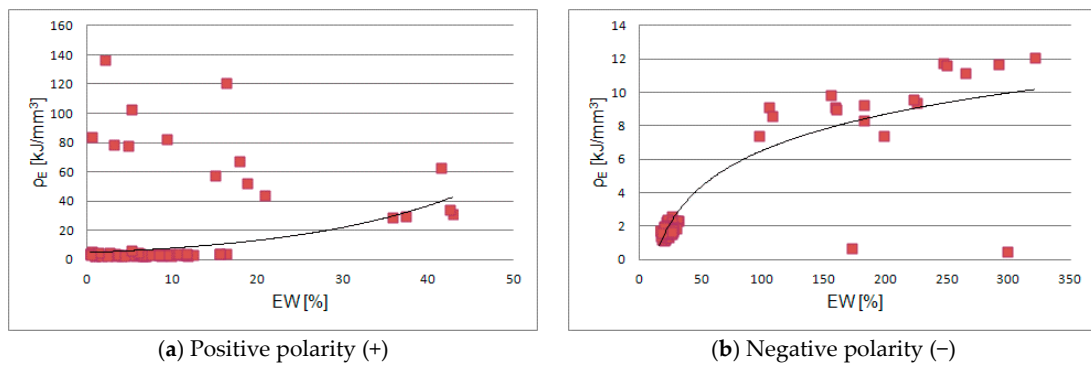 160
140
120
100
80
60
40
20
0
ρE [kJ/mm³]
0 10 20 30 40 50
EW [%]
(a) Positive polarity (+)
14
12
10
8
6
4
2
0
ρE [kJ/mm³]
0 50 100 150 200 250 300 350
EW [%]
(b) Negative polarity (−)